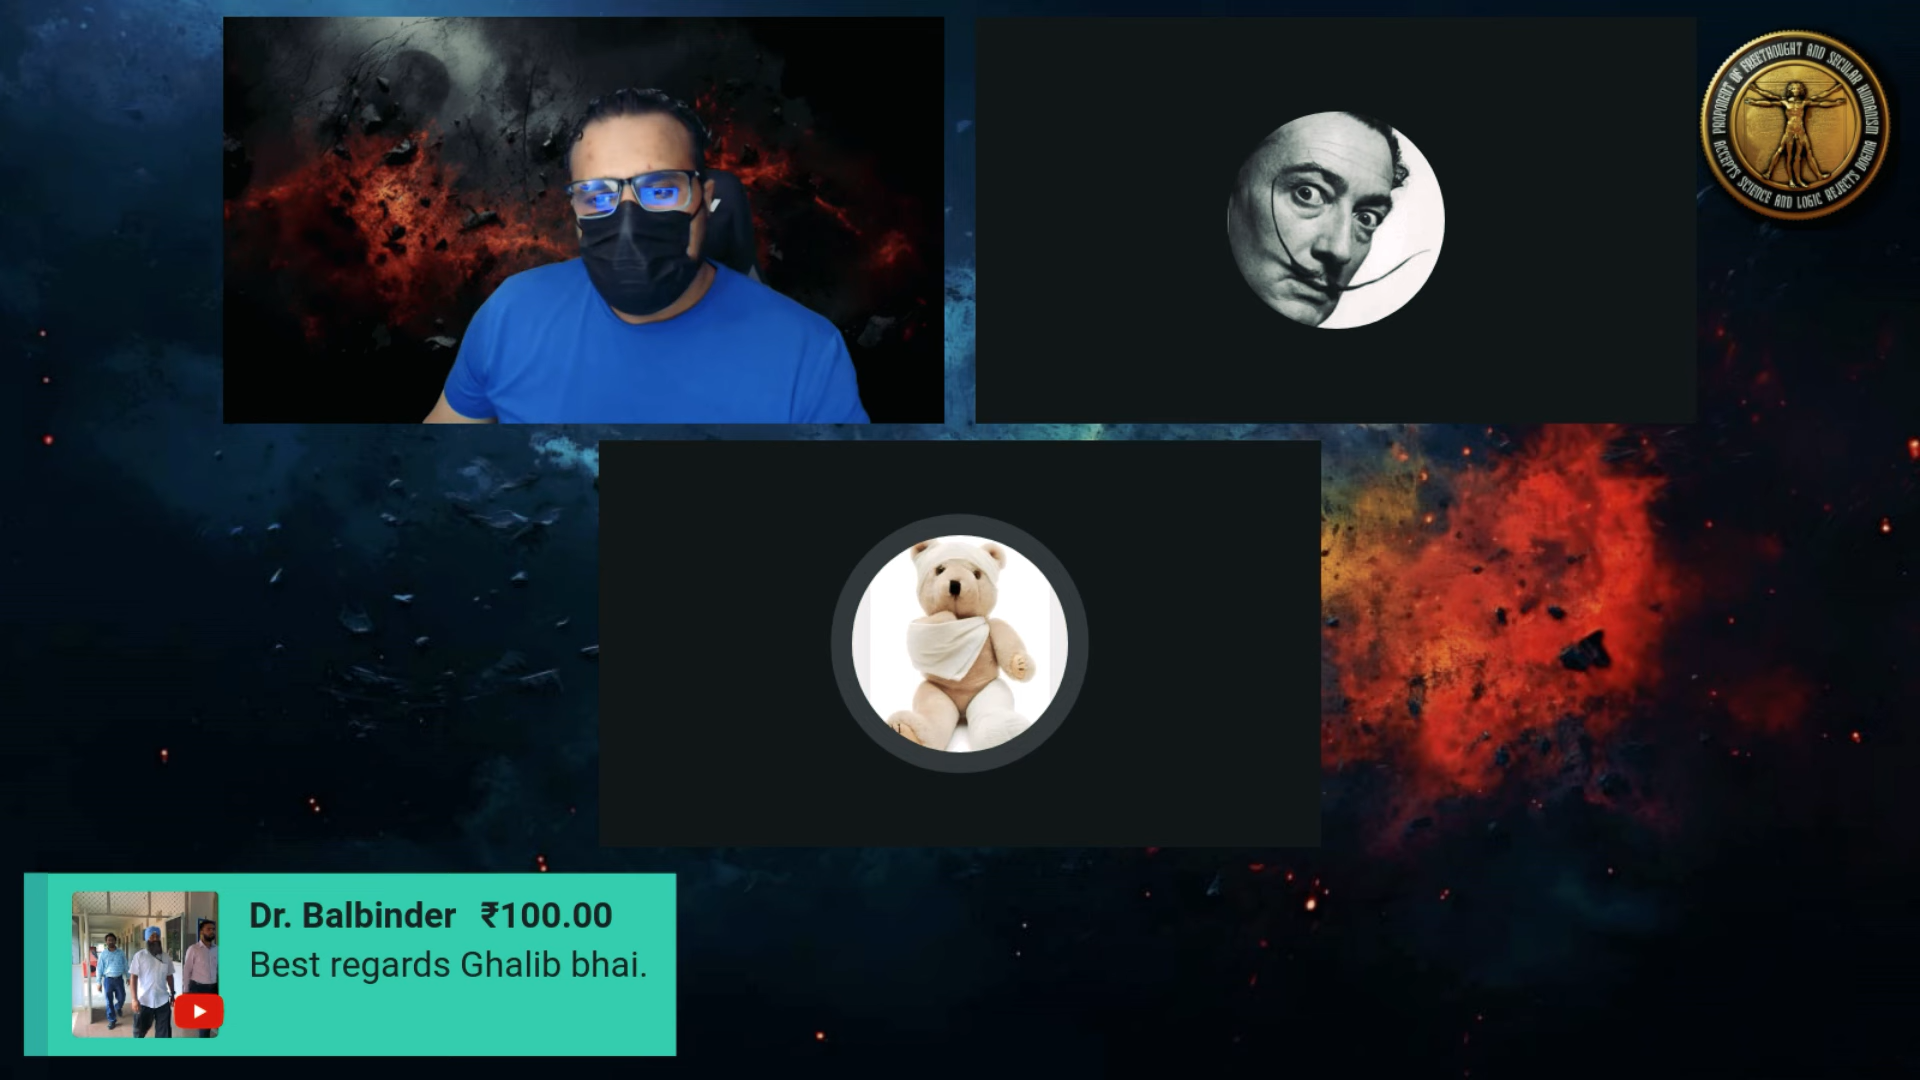 PROPONENT OF FREETHOUGHT AND SECULAR HUMANISM
ACCEPTS SCIENCE AND LOGIC REJECTS DOGMA
Dr. Balbinder ₹100.00
Best regards Ghalib bhai.